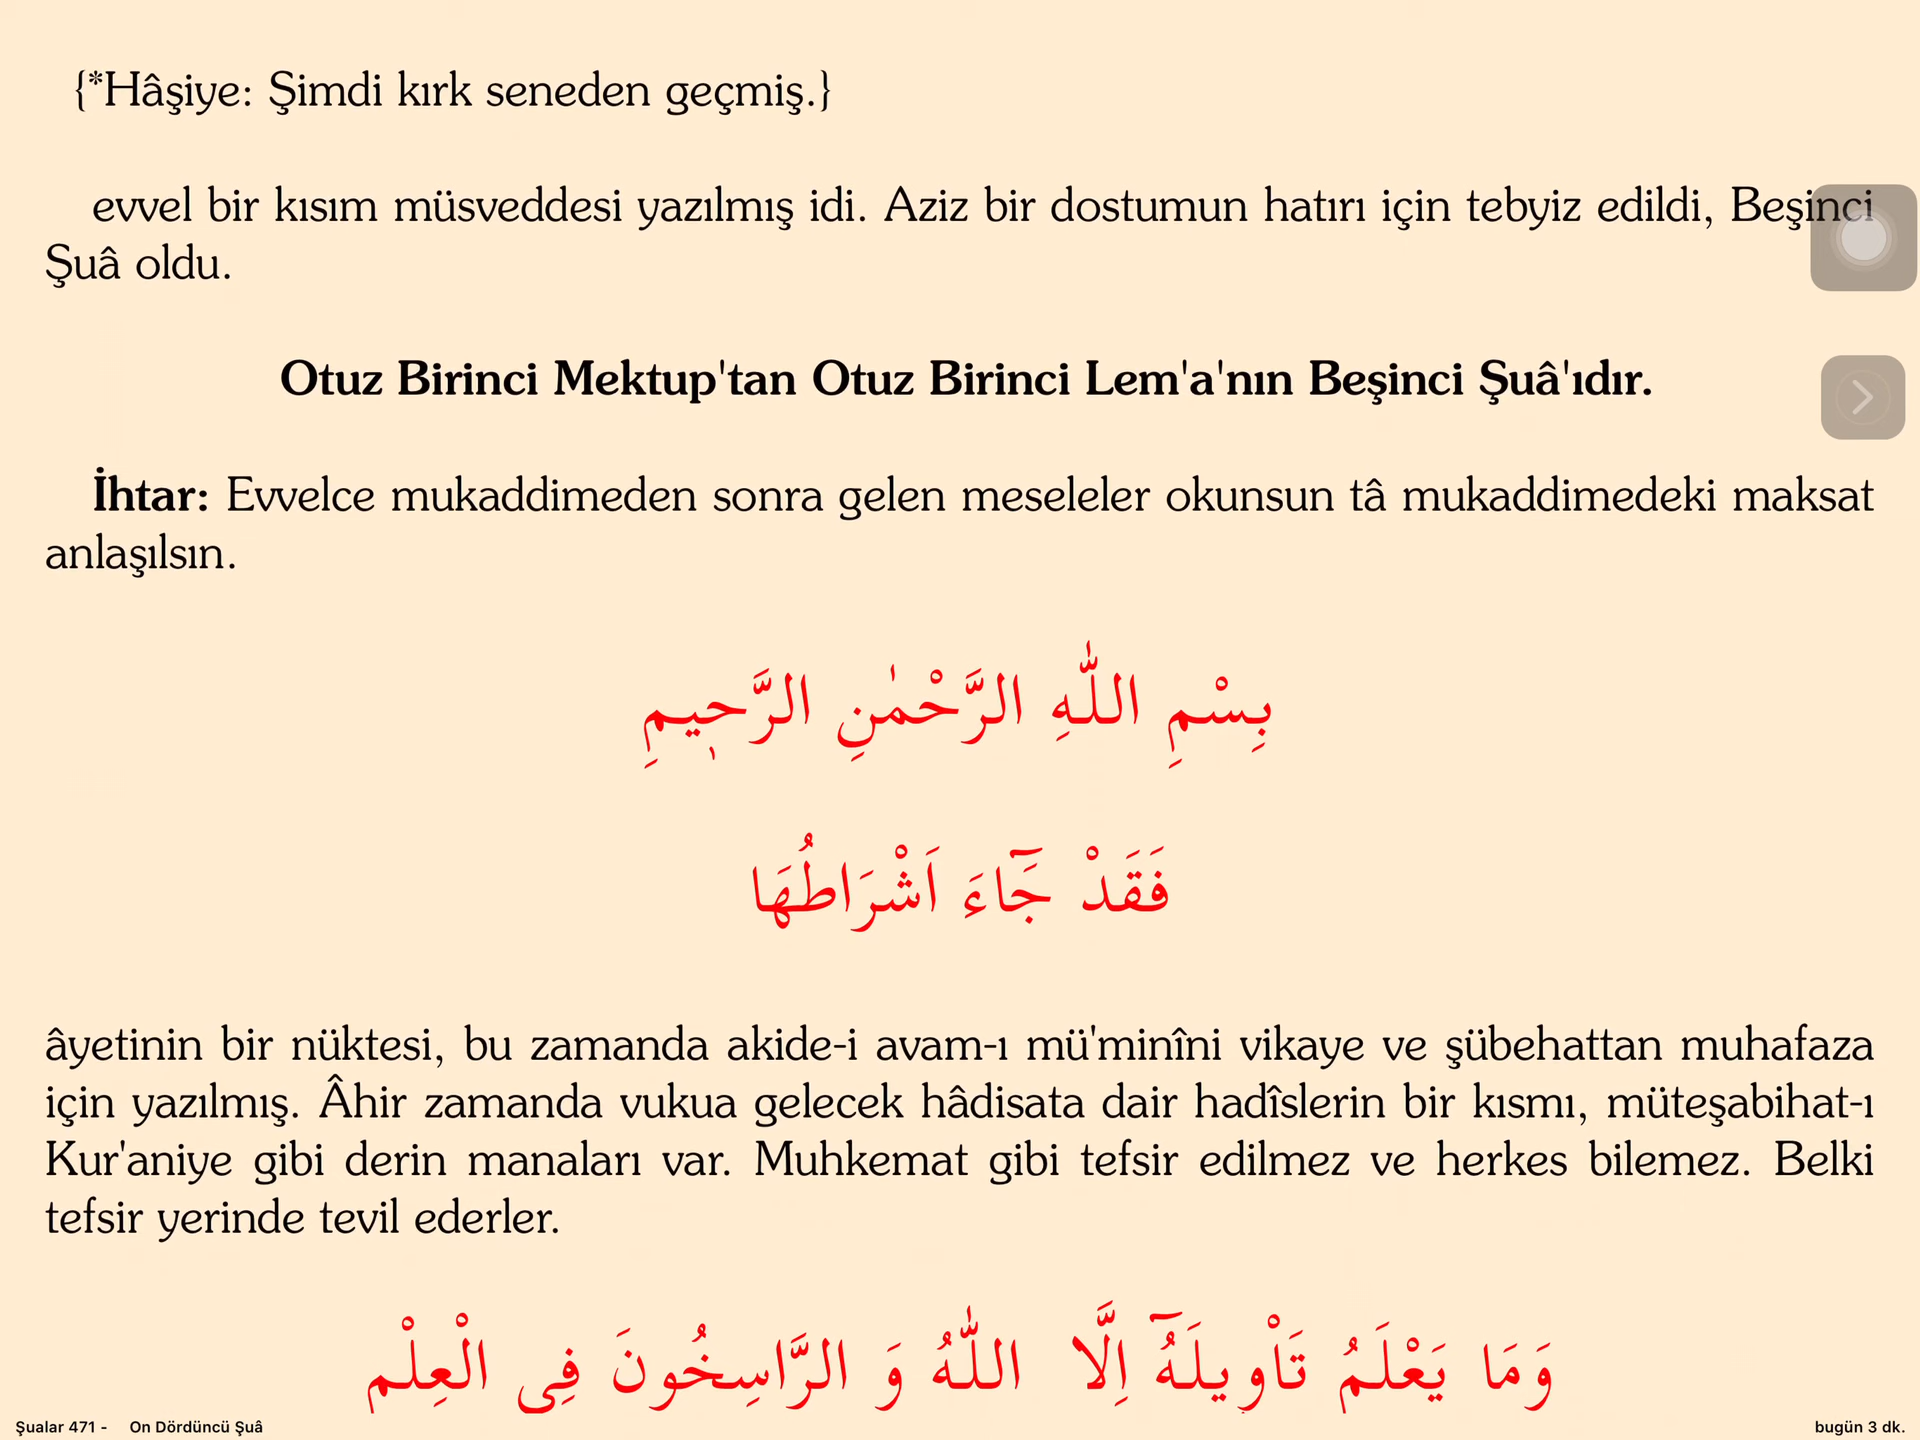 {*Hâşiye: Şimdi kırk seneden geçmiş.}
evvel bir kısım müsveddesi yazılmış idi. Aziz bir dostumun hatırı için tebyiz edildi, Beşinci
Şuâ oldu.
Otuz Birinci Mektup'tan Otuz Birinci Lem'a'nın Beşinci Şuâ'ıdır.
İhtar: Evvelce mukaddimeden sonra gelen meseleler okunsun tâ mukaddimedeki maksat
anlaşılsın.
بِسْمِ اللّٰهِ الرَّحْمٰنِ الرَّحٖيمِ
فَقَدْ جَٓاءَ اَشْرَاطُهَا
âyetinin bir nüktesi, bu zamanda akide-i avam-ı mü'minîni vikaye ve şübehattan muhafaza
için yazılmış. Âhir zamanda vukua gelecek hâdisata dair hadîslerin bir kısmı, müteşabihat-ı
Kur'aniye gibi derin manaları var. Muhkemat gibi tefsir edilmez ve herkes bilemez. Belki
tefsir yerinde tevil ederler.
وَمَا يَعْلَمُ تَاْوٖيلَهُٓ اِلَّا اللّٰهُ وَ الرَّاسِخُونَ فِى الْعِلْمِ
Şualar 471 - On Dördüncü Şuâ
bugün 3 dk.